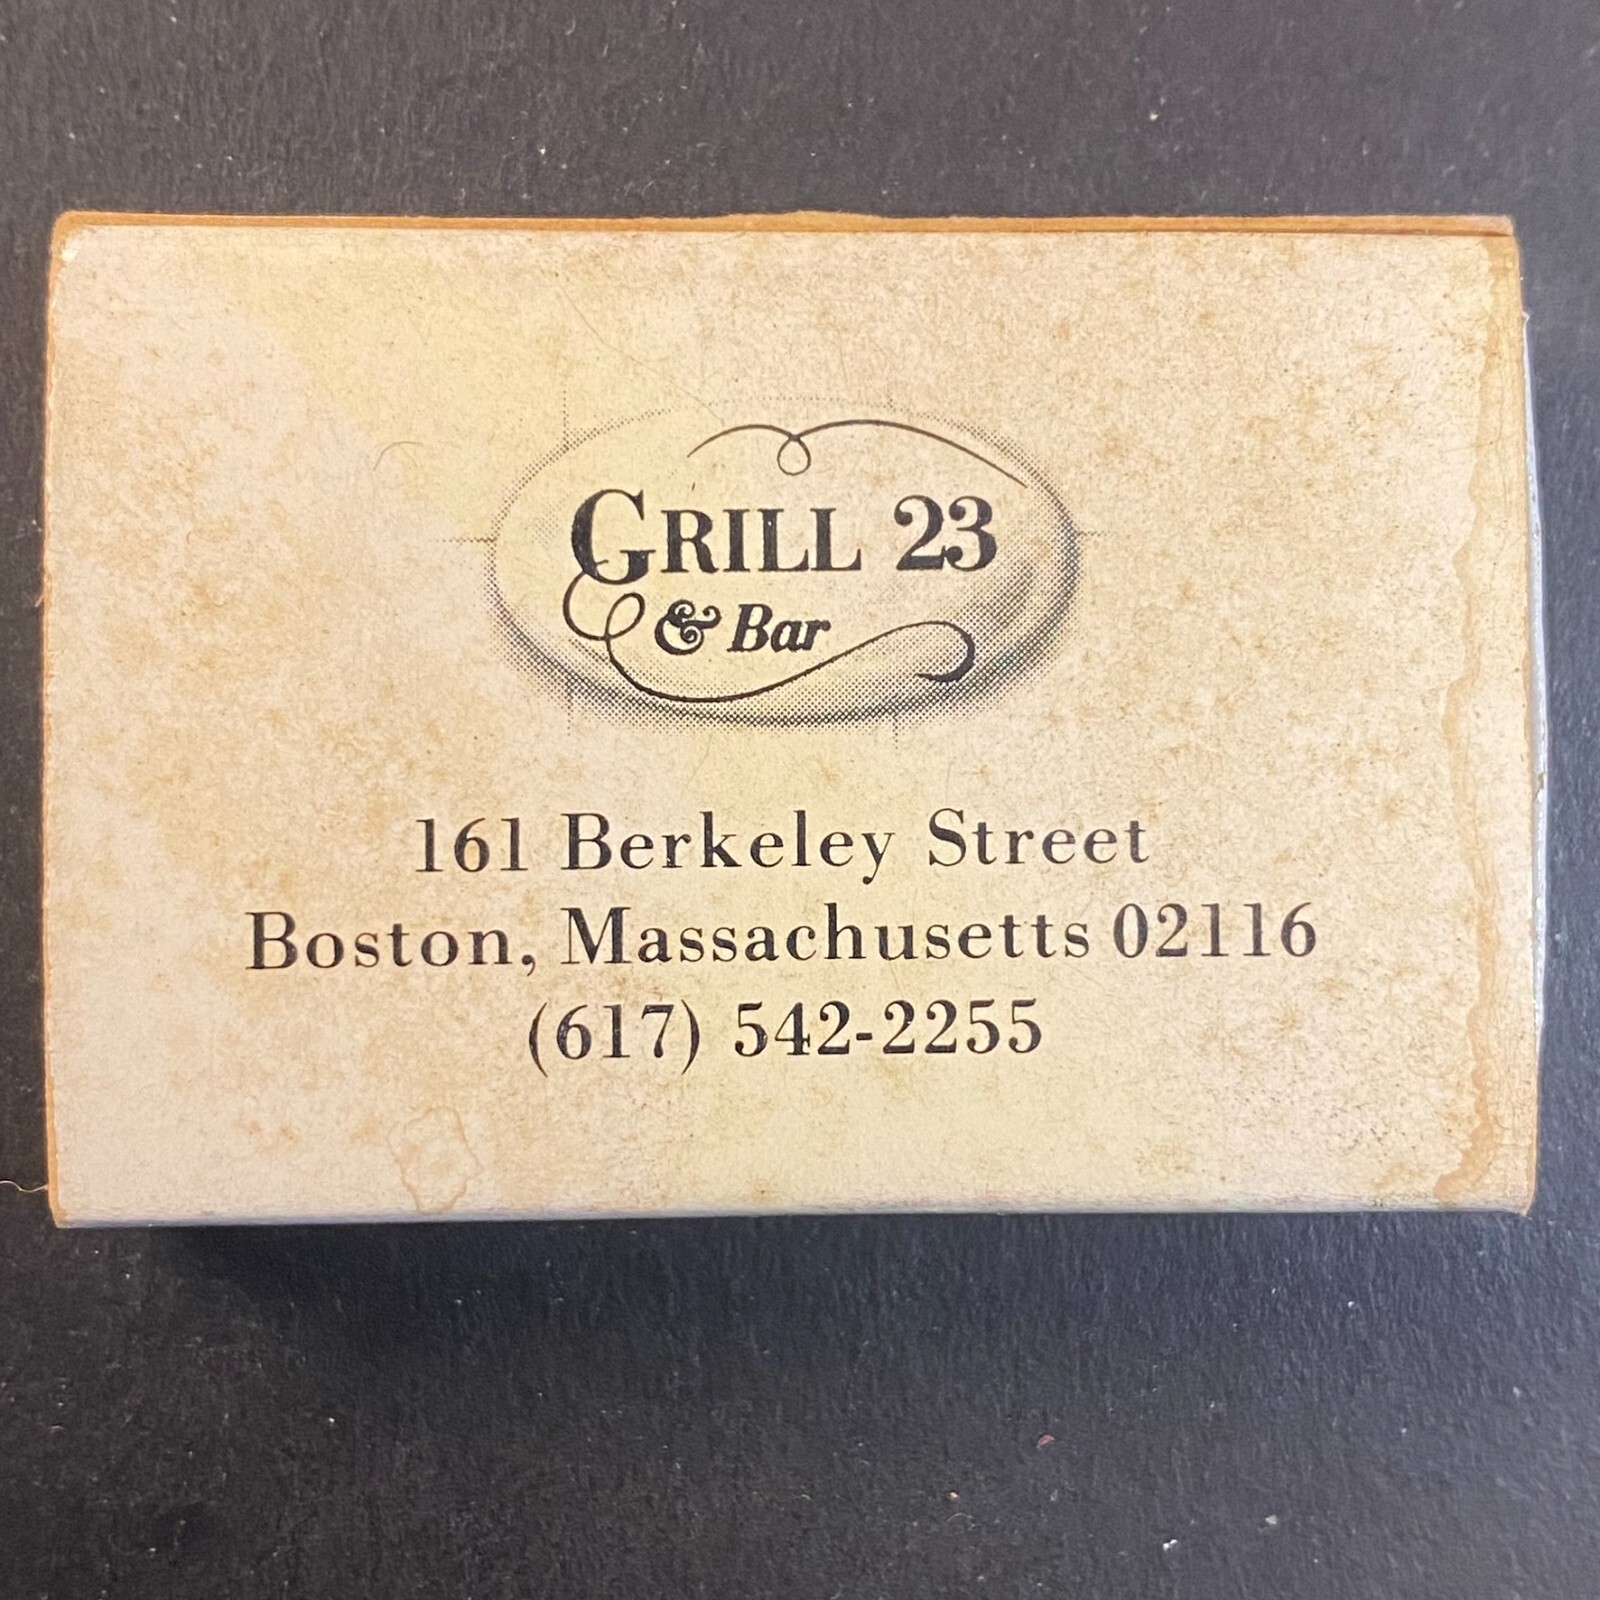 GRILL 23
& Bar
161 Berkeley Street
Boston, Massachusetts 02116
(617) 542-2255